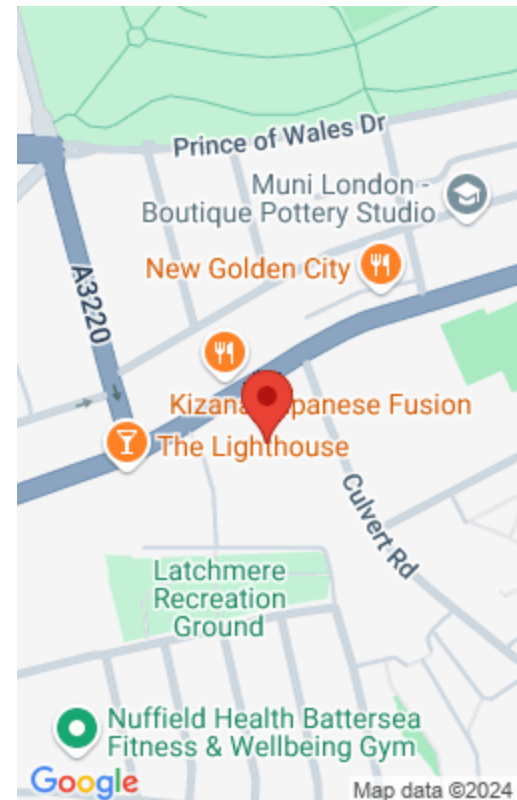 Prince of Wales Dr
Muni London -
Boutique Pottery Studio
New Golden City
A3220
Kizana Japanese Fusion
The Lighthouse
Culvert Rd
Latchmere
Recreation
Ground
Nuffield Health Battersea
Fitness & Wellbeing Gym
Google
Map data ©2024